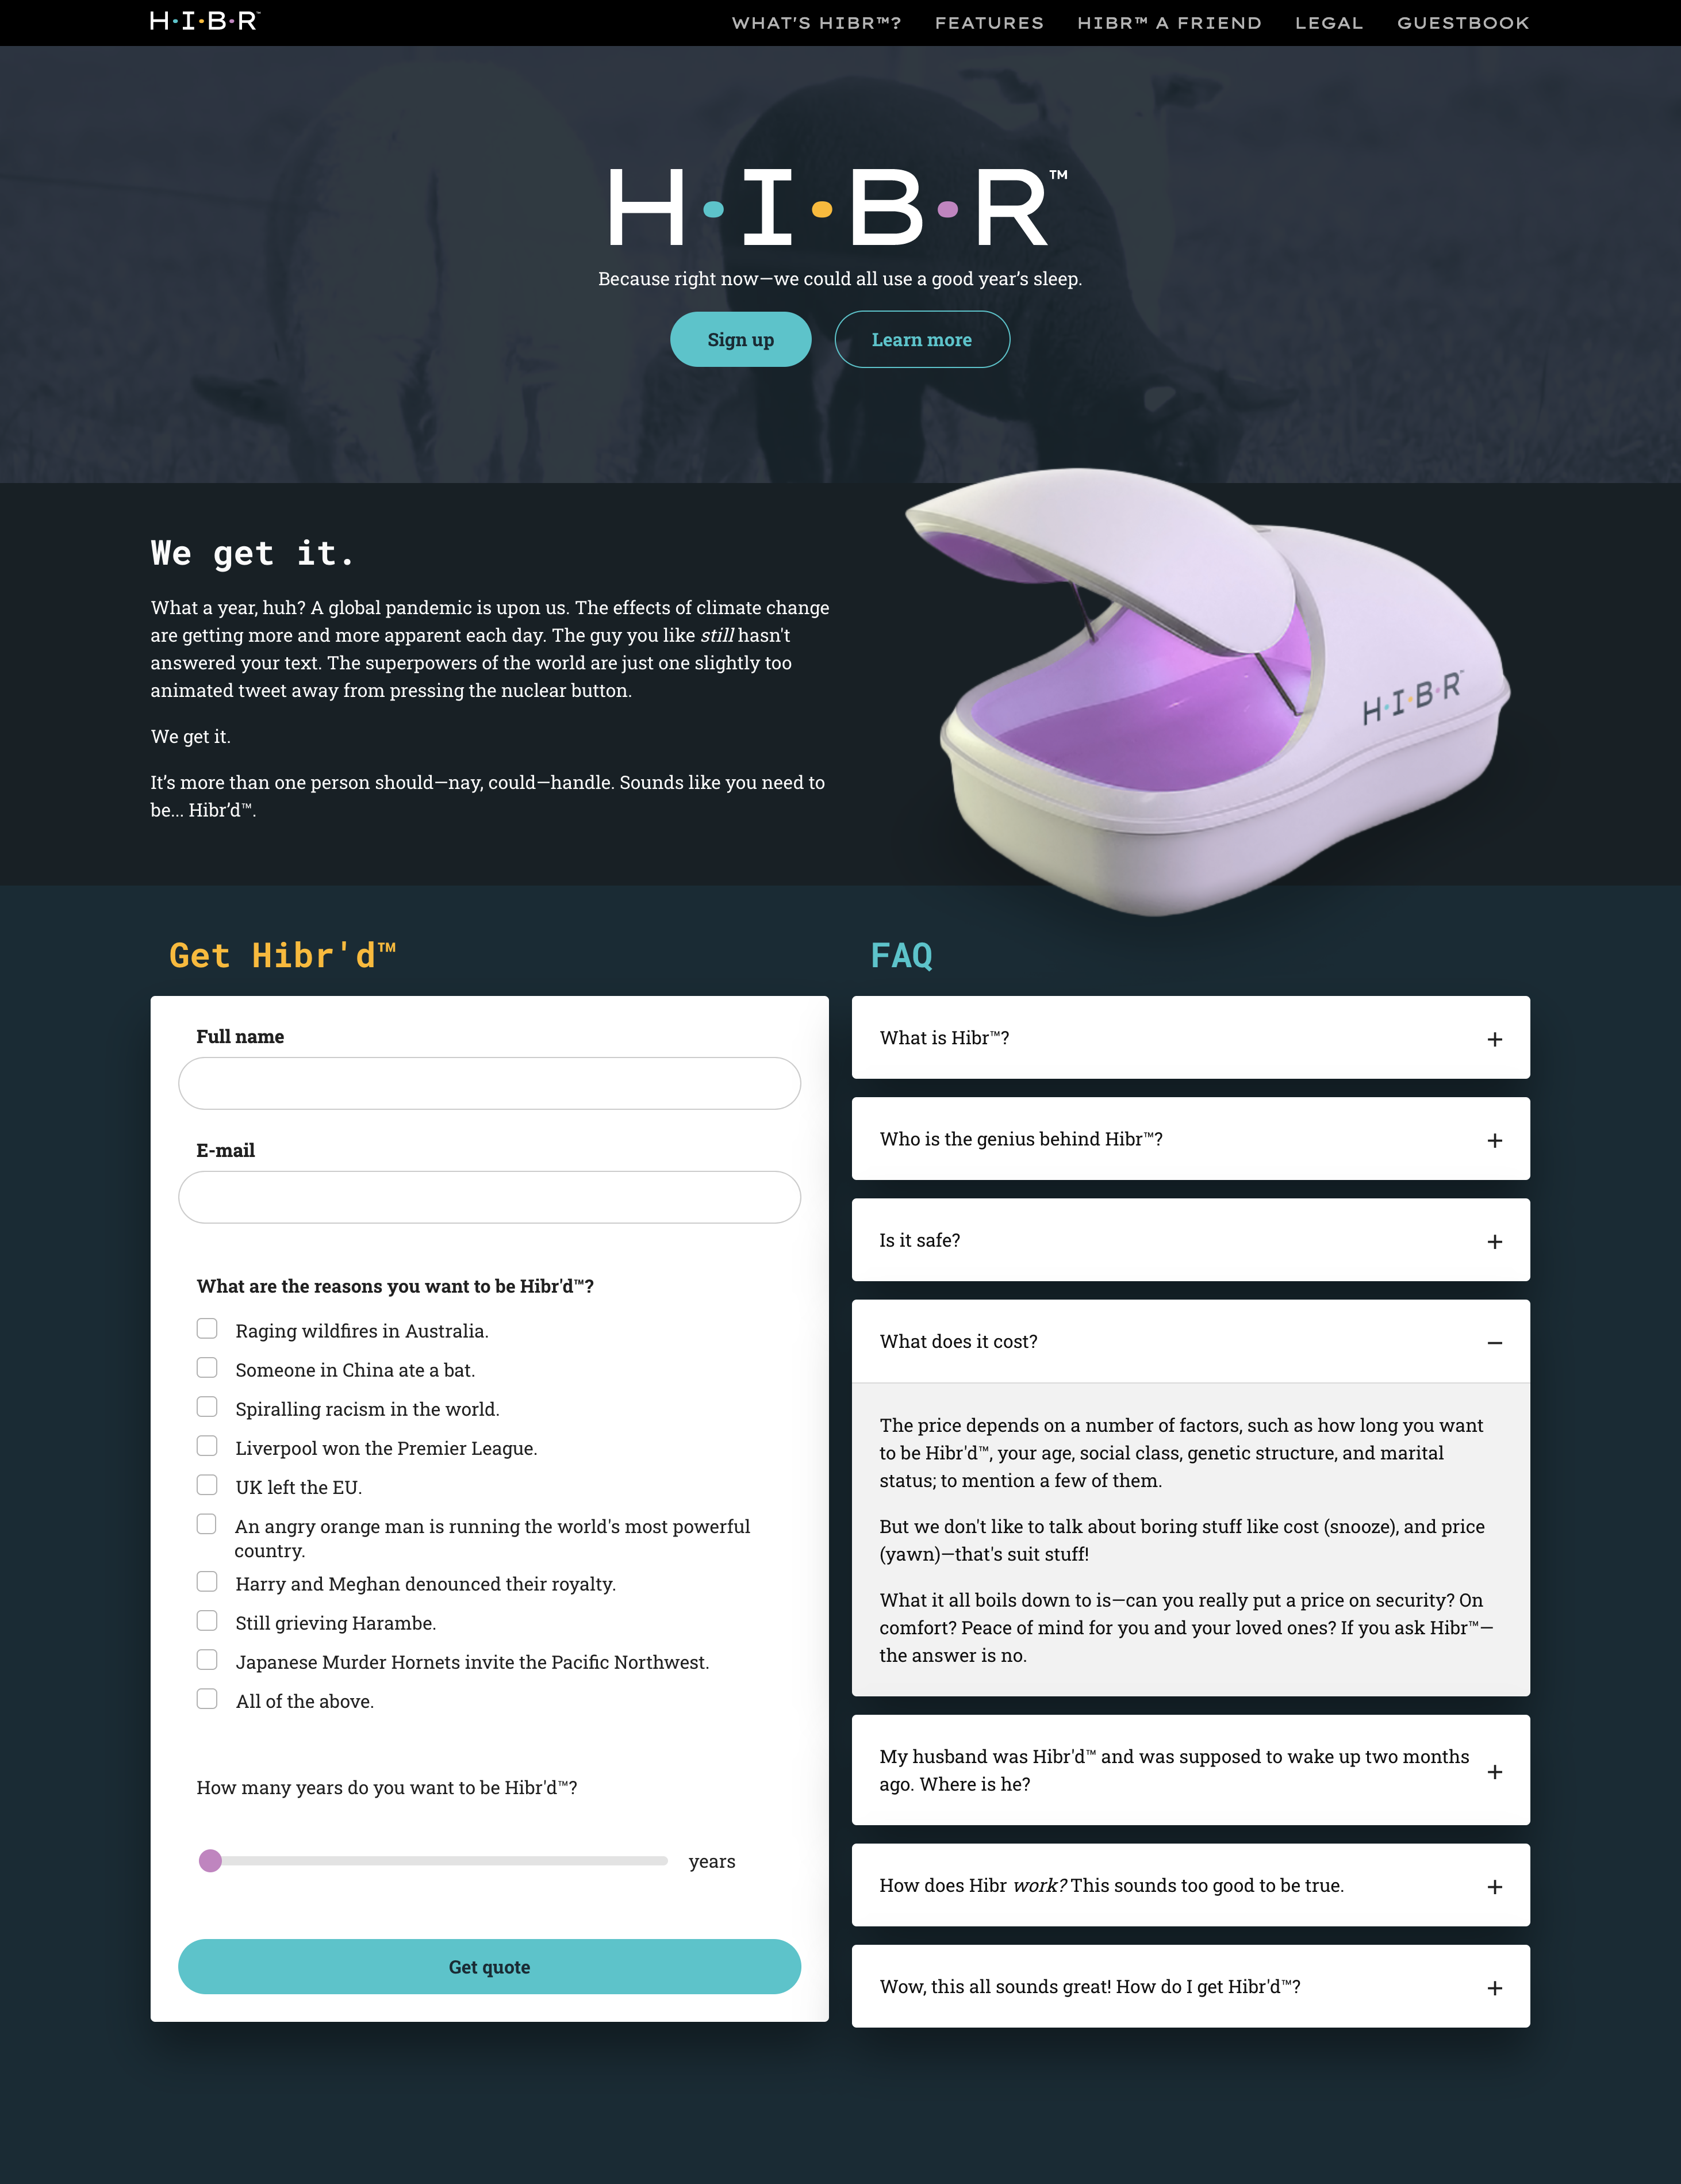 H·I·B·R™
WHAT'S HIBR™? FEATURES HIBR™ A FRIEND LEGAL GUESTBOOK
H·I·B·R™
Because right now—we could all use a good year’s sleep.
Sign up Learn more
We get it.
What a year, huh? A global pandemic is upon us. The effects of climate change
are getting more and more apparent each day. The guy you like still hasn't
answered your text. The superpowers of the world are just one slightly too
animated tweet away from pressing the nuclear button.
We get it.
It’s more than one person should—nay, could—handle. Sounds like you need to
be... Hibr’d™.
H·I·B·R™
Get Hibr'd™
Full name
E-mail
What are the reasons you want to be Hibr'd™?
Raging wildfires in Australia.
Someone in China ate a bat.
Spiralling racism in the world.
Liverpool won the Premier League.
UK left the EU.
An angry orange man is running the world's most powerful
country.
Harry and Meghan denounced their royalty.
Still grieving Harambe.
Japanese Murder Hornets invite the Pacific Northwest.
All of the above.
How many years do you want to be Hibr'd™?
years
Get quote
FAQ
What is Hibr™?
Who is the genius behind Hibr™?
Is it safe?
What does it cost?
The price depends on a number of factors, such as how long you want
to be Hibr'd™, your age, social class, genetic structure, and marital
status; to mention a few of them.
But we don't like to talk about boring stuff like cost (snooze), and price
(yawn)—that's suit stuff!
What it all boils down to is—can you really put a price on security? On
comfort? Peace of mind for you and your loved ones? If you ask Hibr™—
the answer is no.
My husband was Hibr'd™ and was supposed to wake up two months
ago. Where is he?
How does Hibr work? This sounds too good to be true.
Wow, this all sounds great! How do I get Hibr'd™?